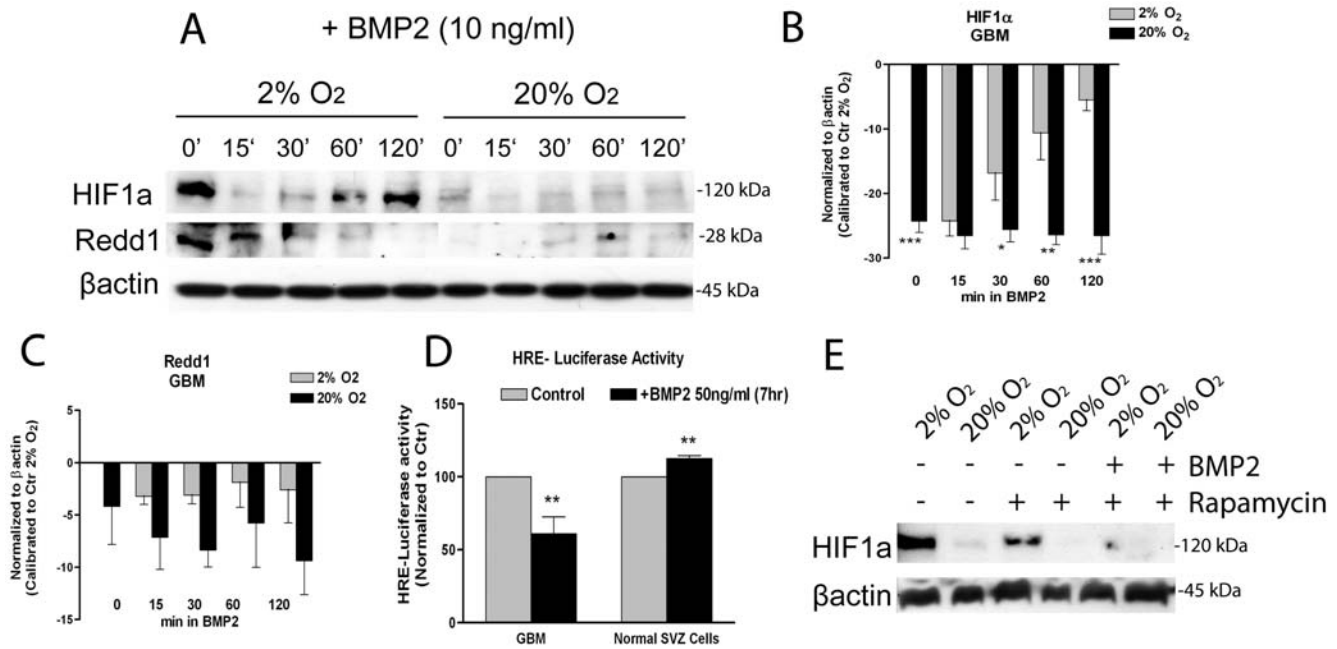 A
+ BMP2 (10 ng/ml)
2% O2 20% O2
0' 15' 30' 60' 120' 0' 15' 30' 60' 120'
HIF1a -120 kDa
Redd1 -28 kDa
βactin -45 kDa
B
HIF1α
GBM
2% O2
20% O2
Normalized to βactin
(Calibrated to Ctr 2% O2)
0
-10
-20
-30
*** * ** ***
0 15 30 60 120
min in BMP2
C
Redd1
GBM
2% O2
20% O2
Normalized to βactin
(Calibrated to Ctr 2% O2)
5
0
-5
-10
-15
0 15 30 60 120
min in BMP2
D
HRE- Luciferase Activity
Control +BMP2 50ng/ml (7hr)
HRE-Luciferase activity
(Normalized to Ctr)
150
100
50
0
** **
GBM Normal SVZ Cells
E
2% O2 20% O2 2% O2 20% O2 2% O2 20% O2
- - - - + + BMP2
- - + + + + Rapamycin
HIF1a -120 kDa
βactin -45 kDa